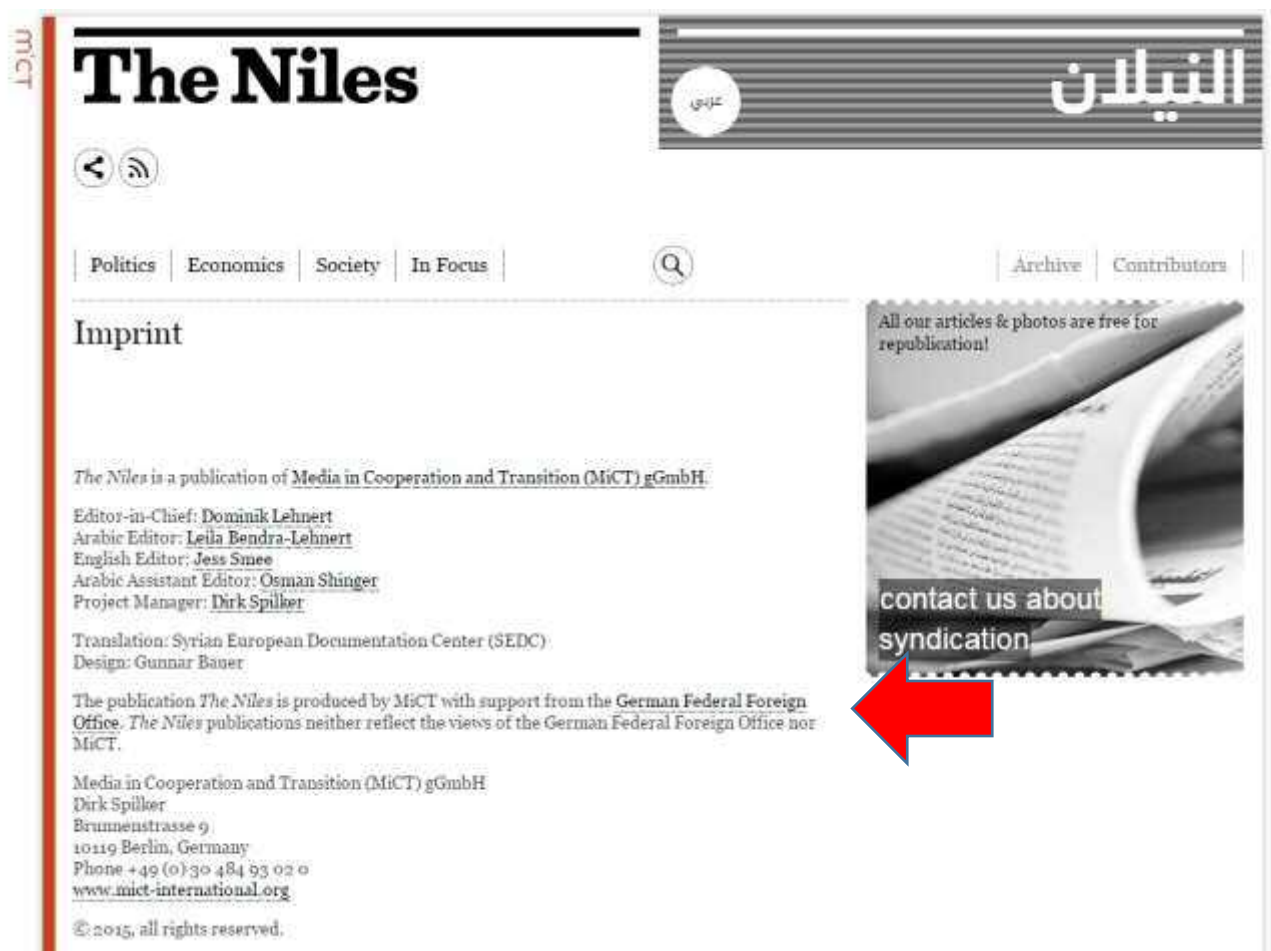 mict
The Niles
النيلان
عربي
Politics Economics Society In Focus
Archive Contributors
Imprint
All our articles & photos are free for
republication!
The Niles is a publication of Media in Cooperation and Transition (MiCT) gGmbH.
Editor-in-Chief: Dominik Lehnert
Arabic Editor: Leila Bendra-Lehnert
English Editor: Jess Smee
Arabic Assistant Editor: Osman Shinger
Project Manager: Dirk Spilker
contact us about
syndication
Translation: Syrian European Documentation Center (SEDC)
Design: Gunnar Bauer
The publication The Niles is produced by MiCT with support from the German Federal Foreign
Office. The Niles publications neither reflect the views of the German Federal Foreign Office nor
MiCT.
Media in Cooperation and Transition (MiCT) gGmbH
Dirk Spilker
Brunnenstrasse 9
10119 Berlin, Germany
Phone +49 (0) 30 484 93 02 0
www.mict-international.org
© 2015, all rights reserved.